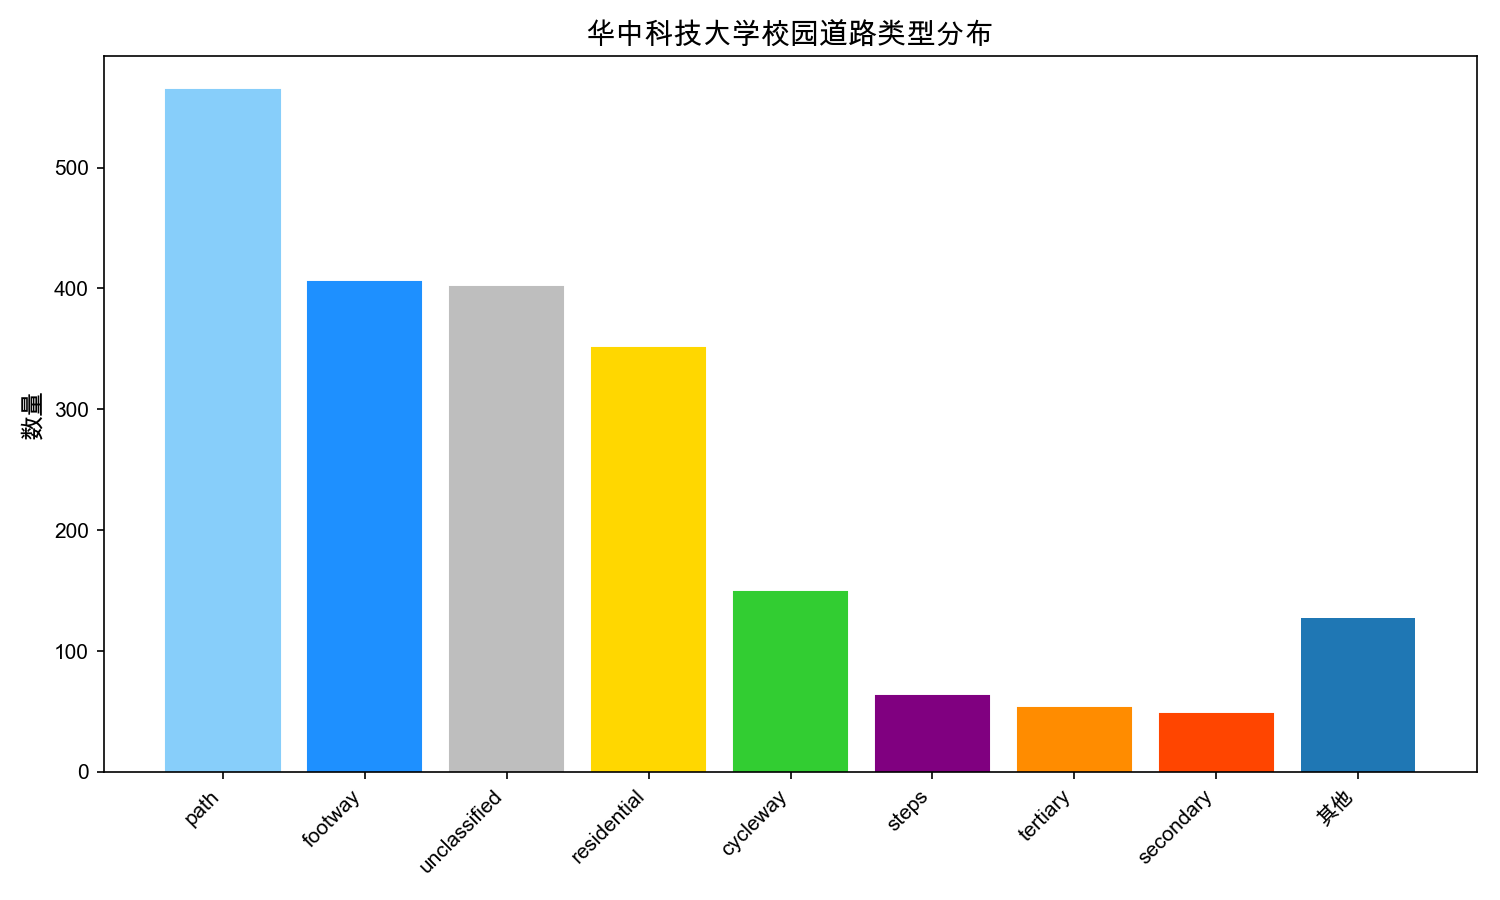 华中科技大学校园道路类型分布
数量
500
400
300
200
100
0
path
footway
unclassified
residential
cycleway
steps
tertiary
secondary
其他